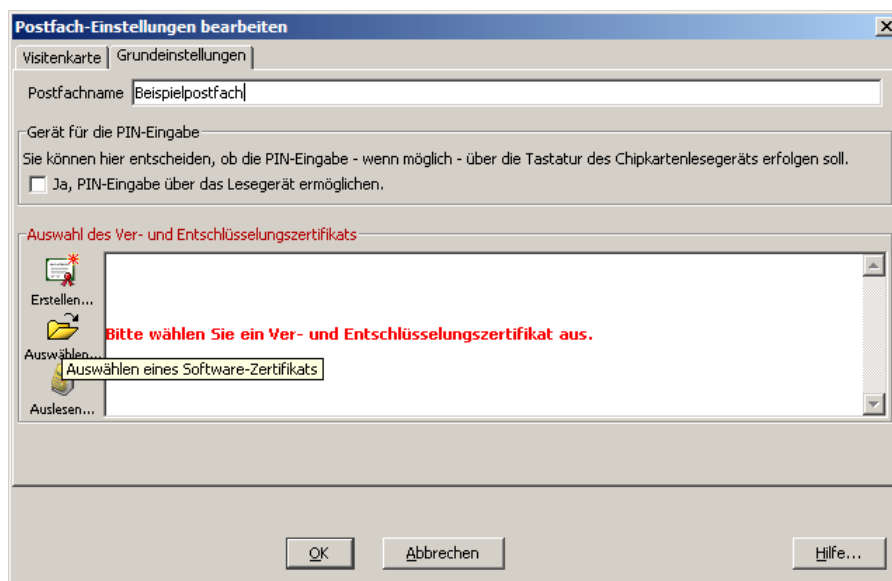 Postfach-Einstellungen bearbeiten
Visitenkarte Grundeinstellungen
Postfachname Beispielpostfach
Gerät für die PIN-Eingabe
Sie können hier entscheiden, ob die PIN-Eingabe - wenn möglich - über die Tastatur des Chipkartenlesegeräts erfolgen soll.
Ja, PIN-Eingabe über das Lesegerät ermöglichen.
Auswahl des Ver- und Entschlüsselungszertifikats
Erstellen...
Bitte wählen Sie ein Ver- und Entschlüsselungszertifikat aus.
Auswählen...
Auswählen eines Software-Zertifikats
Auslesen...
OK Abbrechen Hilfe...